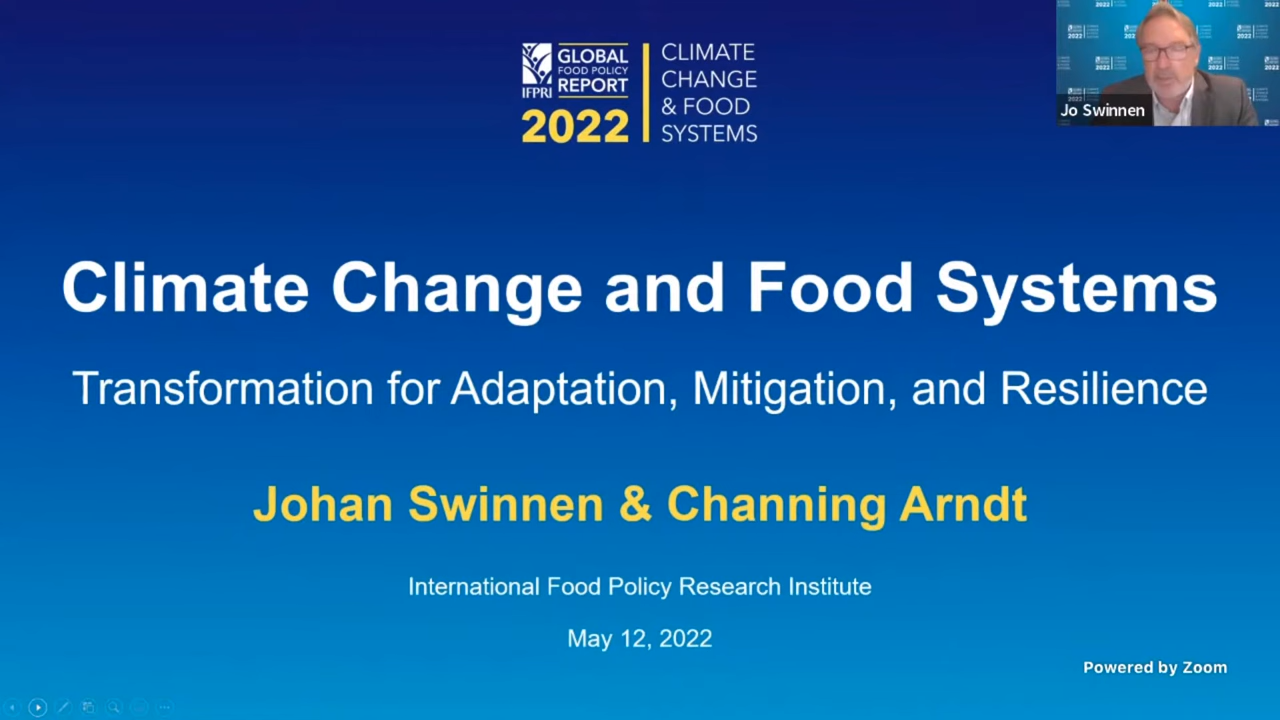 GLOBAL
FOOD POLICY
REPORT
IFPRI
2022
CLIMATE
CHANGE
& FOOD
SYSTEMS
Jo Swinnen
Climate Change and Food Systems
Transformation for Adaptation, Mitigation, and Resilience
Johan Swinnen & Channing Arndt
International Food Policy Research Institute
May 12, 2022
Powered by Zoom